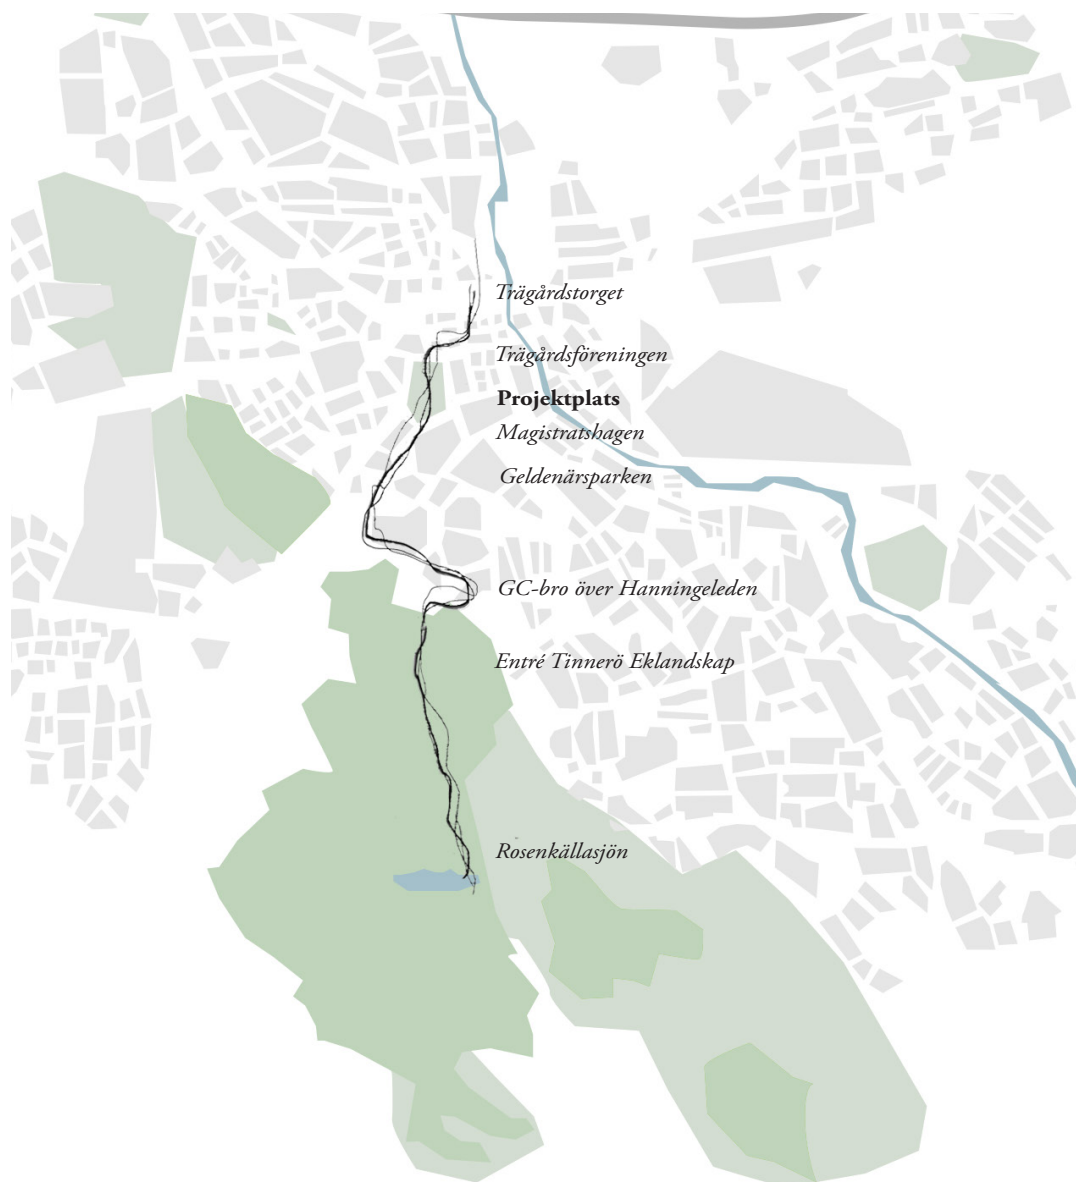 Trägårdstorget
Trägårdsföreningen
Projektplats
Magistratshagen
Geldenärsparken
GC-bro över Hanningeleden
Entré Tinnerö Eklandskap
Rosenkällasjön